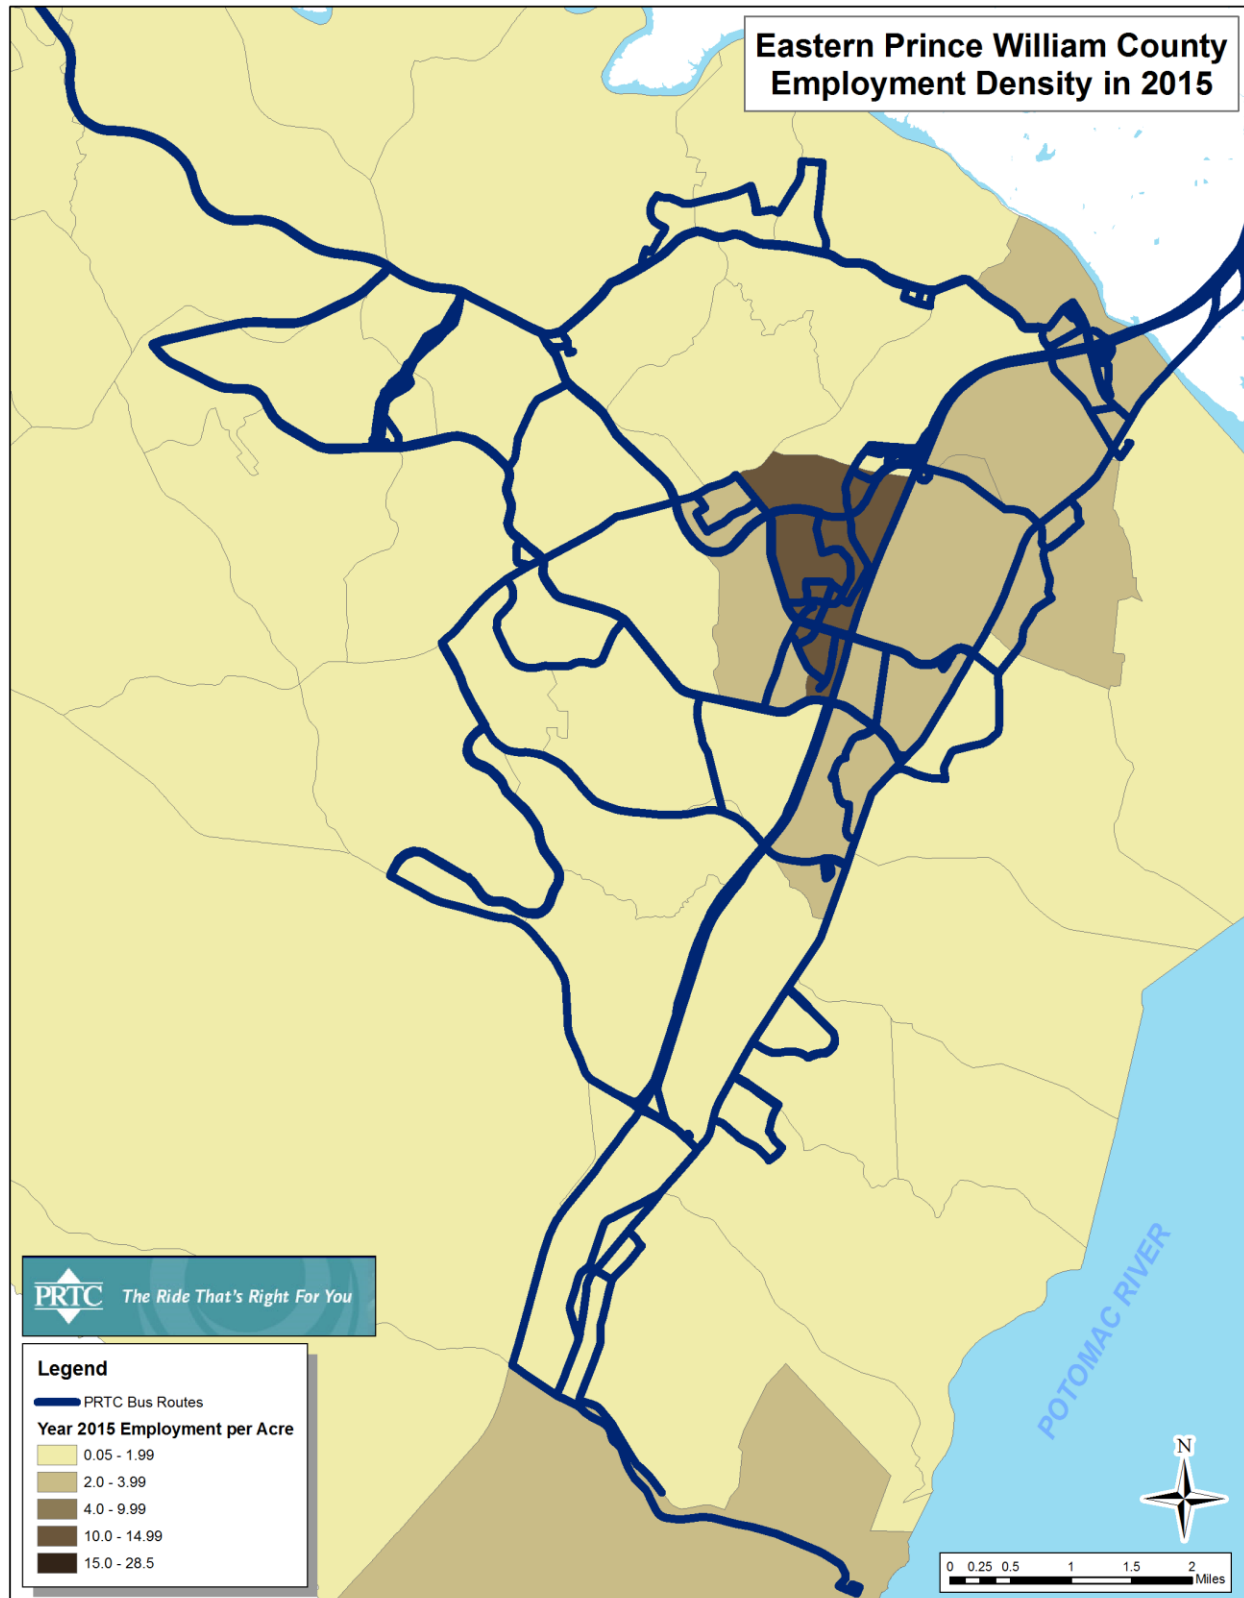 Eastern Prince William County
Employment Density in 2015
POTOMAC RIVER
PRTC The Ride That's Right For You
Legend
PRTC Bus Routes
Year 2015 Employment per Acre
0.05 - 1.99
2.0 - 3.99
4.0 - 9.99
10.0 - 14.99
15.0 - 28.5
N
0 0.25 0.5 1 1.5 2
Miles